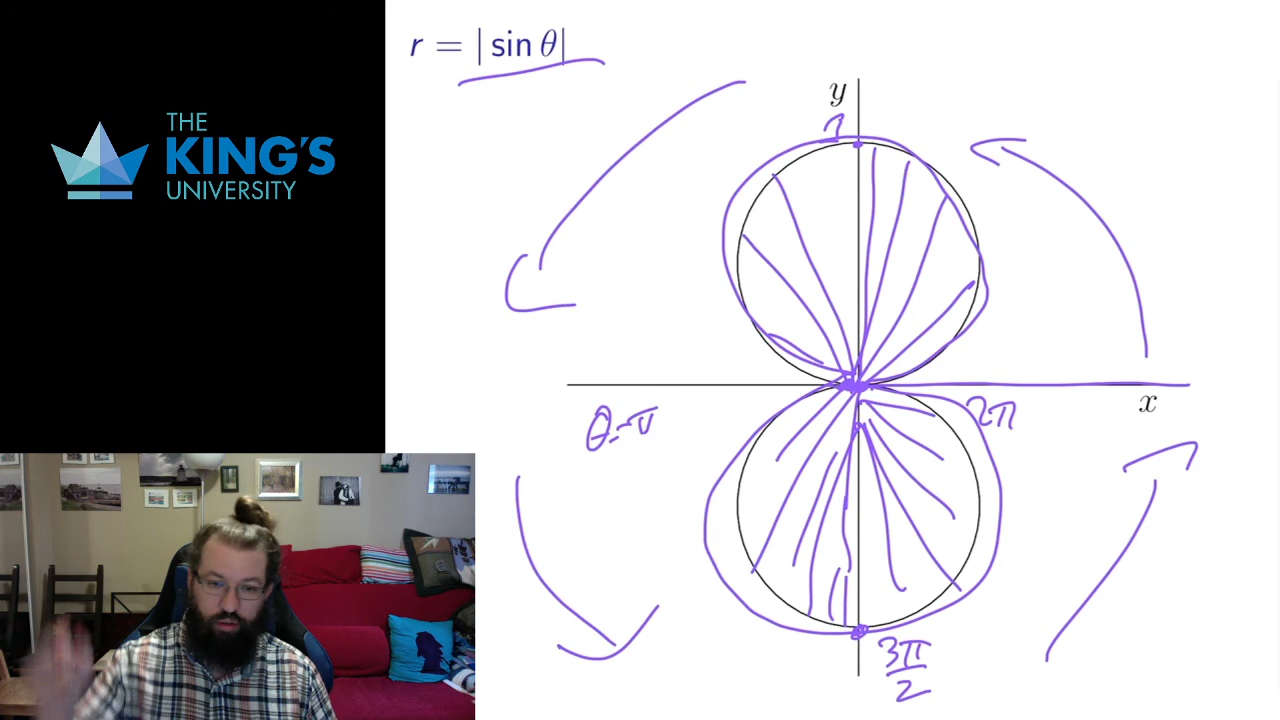 THE
KING'S
UNIVERSITY
r = | sin θ|
y
1
x
θ=π
2π
3π
2